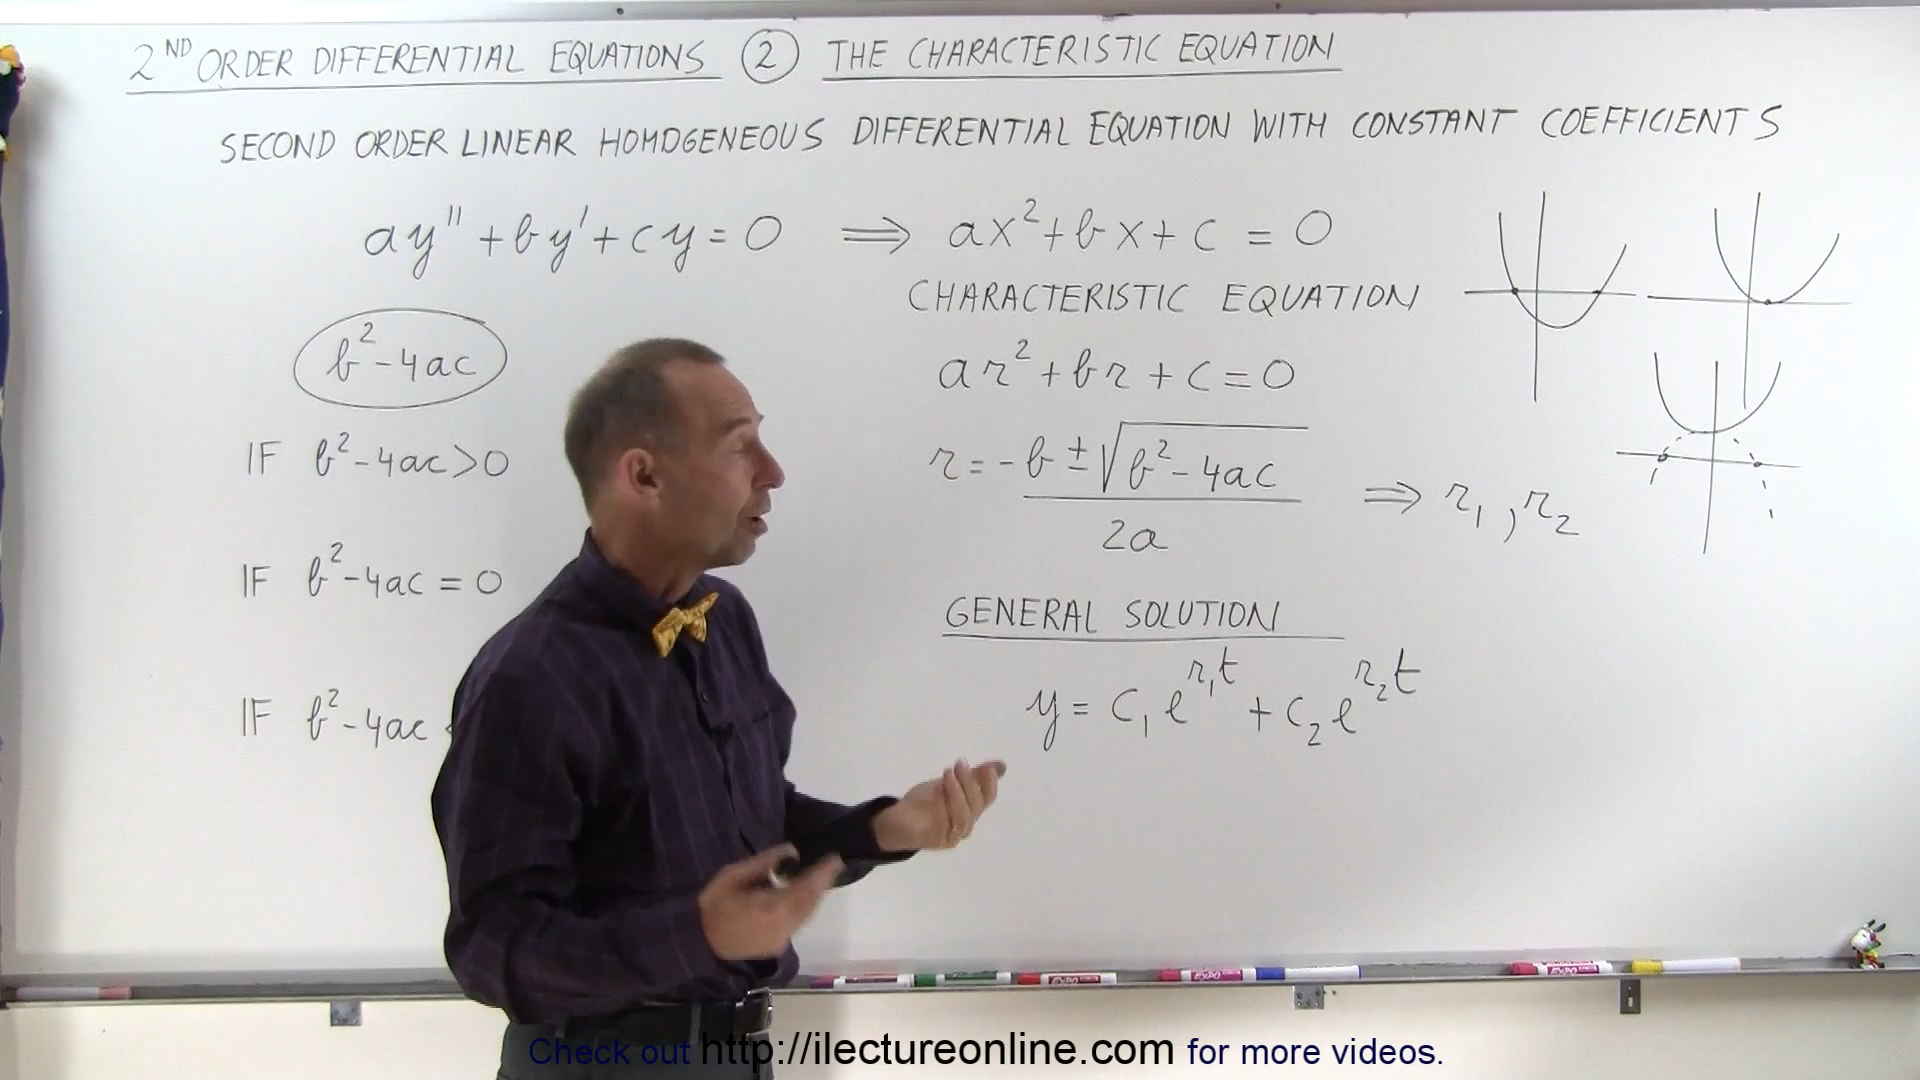 2ND ORDER DIFFERENTIAL EQUATIONS ② THE CHARACTERISTIC EQUATION
SECOND ORDER LINEAR HOMOGENEOUS DIFFERENTIAL EQUATION WITH CONSTANT COEFFICIENTS
ay'' + by' + cy = 0 ⟹ ax² + bx + c = 0
CHARACTERISTIC EQUATION
b² - 4ac
ar² + br + c = 0
IF b² - 4ac > 0
r = -b ± √(b² - 4ac) / 2a ⟹ r₁, r₂
IF b² - 4ac = 0
GENERAL SOLUTION
IF b² - 4ac
y = c₁e^(r₁t) + c₂e^(r₂t)
EXPO
EXPO
EXPO
Check out http://ilectureonline.com for more videos.